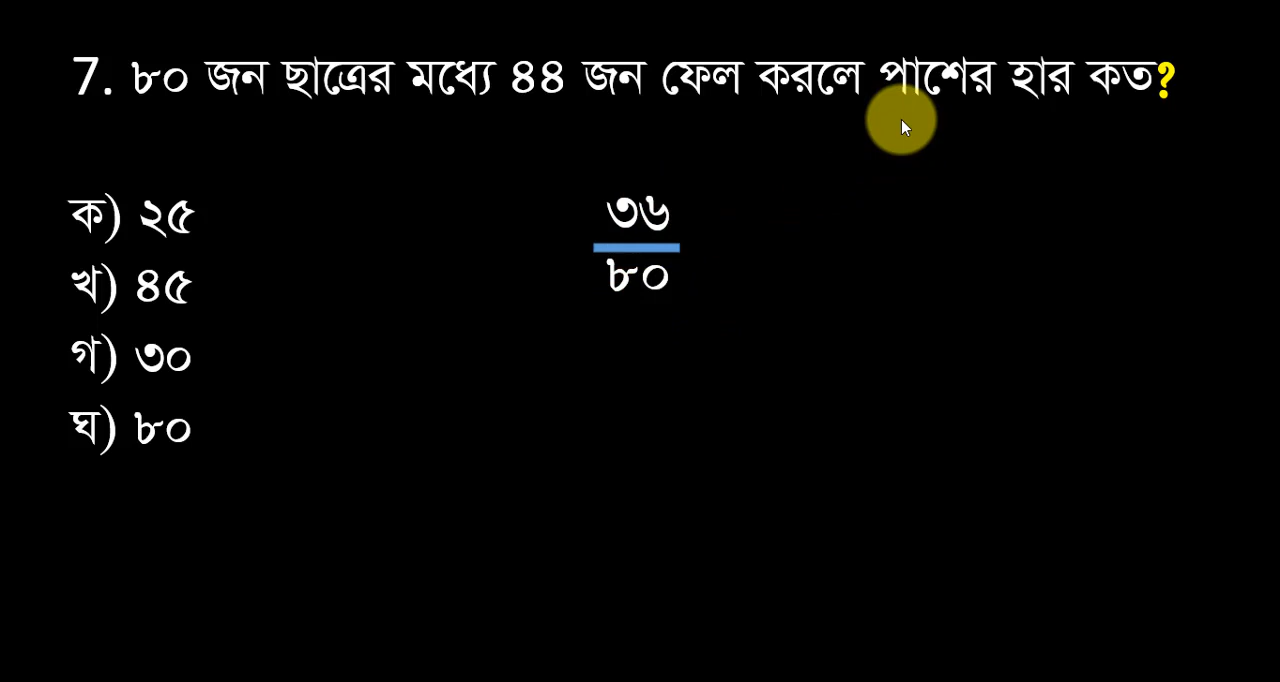 7. ৮০ জন ছাত্রের মধ্যে ৪৪ জন ফেল করলে পাশের হার কত?
ক) ২৫
খ) ৪৫
গ) ৩০
ঘ) ৮০
৩৬
৮০